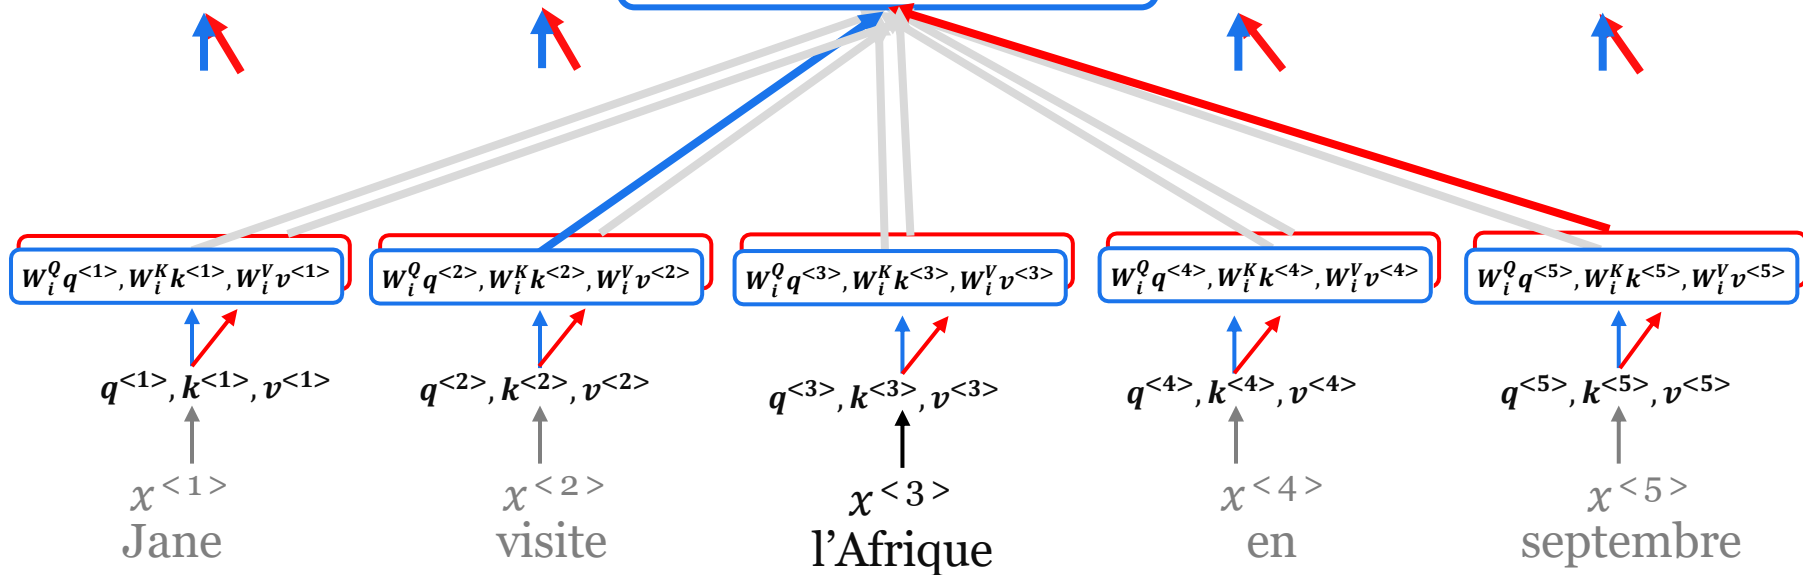 W_i^Q q^{<1>}, W_i^K k^{<1>}, W_i^V v^{<1>} W_i^Q q^{<2>}, W_i^K k^{<2>}, W_i^V v^{<2>} W_i^Q q^{<3>}, W_i^K k^{<3>}, W_i^V v^{<3>} W_i^Q q^{<4>}, W_i^K k^{<4>}, W_i^V v^{<4>} W_i^Q q^{<5>}, W_i^K k^{<5>}, W_i^V v^{<5>}
q^{<1>}, k^{<1>}, v^{<1>} q^{<2>}, k^{<2>}, v^{<2>} q^{<3>}, k^{<3>}, v^{<3>} q^{<4>}, k^{<4>}, v^{<4>} q^{<5>}, k^{<5>}, v^{<5>}
x^{<1>} x^{<2>} x^{<3>} x^{<4>} x^{<5>}
Jane visite l’Afrique en septembre